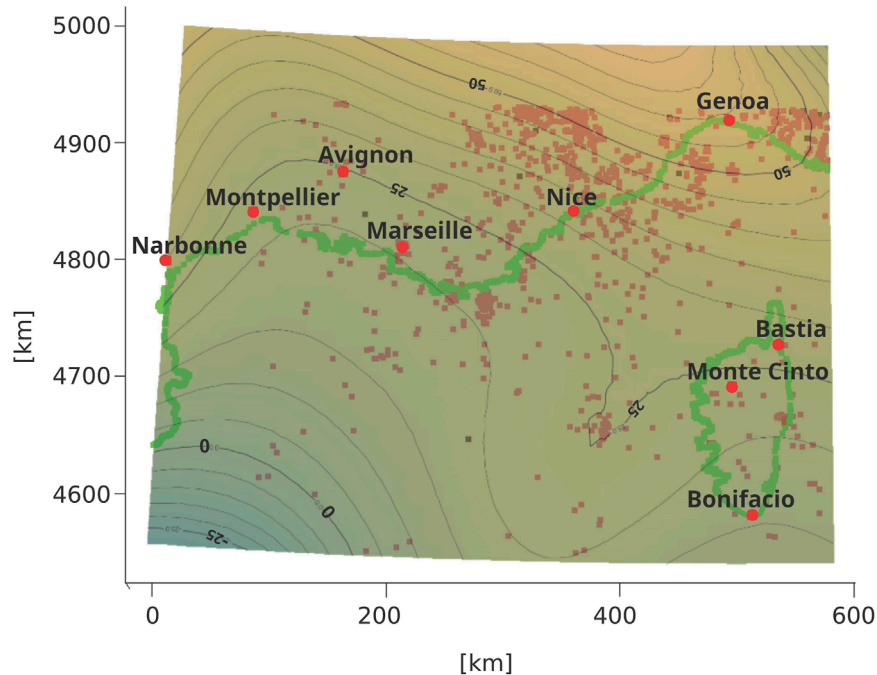 5000
50
Genoa
4900
50
Avignon
25
Montpellier
Nice
Marseille
Narbonne
4800
[km]
Bastia
4700
Monte Cinto
25
0
4600
Bonifacio
0
-25
0
200
400
600
[km]